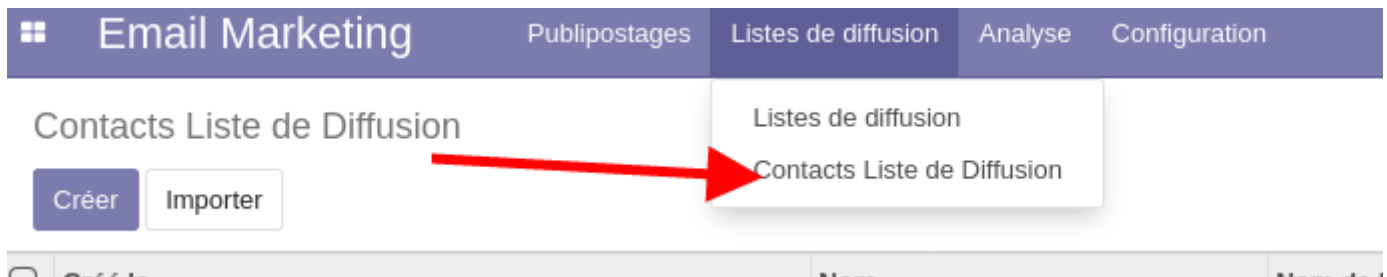 Email Marketing Publipostages Listes de diffusion Analyse Configuration
Contacts Liste de Diffusion
Listes de diffusion
Contacts Liste de Diffusion
Créer Importer
Nom